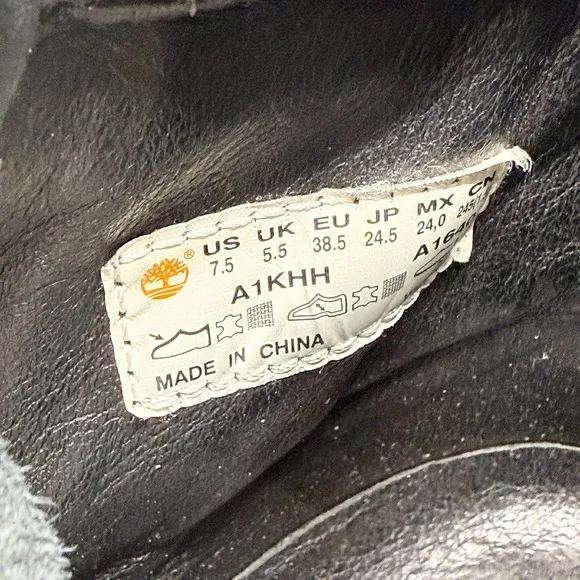 ®
US UK EU JP MX CN
7.5 5.5 38.5 24.5 24,0
A1KHH
MADE IN CHINA